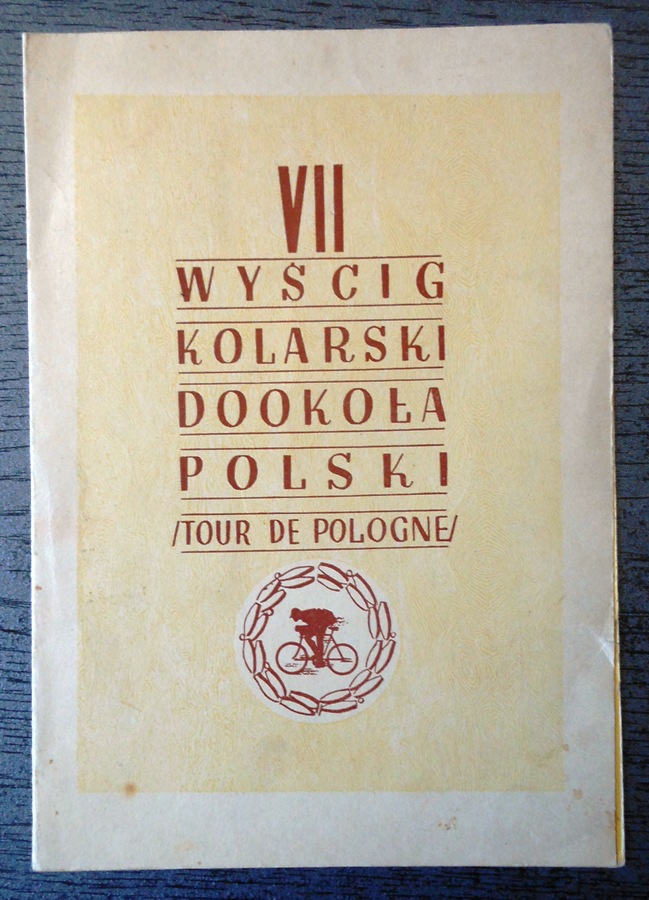 VII
WYŚCIG
KOLARSKI
DOOKOŁA
POLSKI
/TOUR DE POLOGNE/